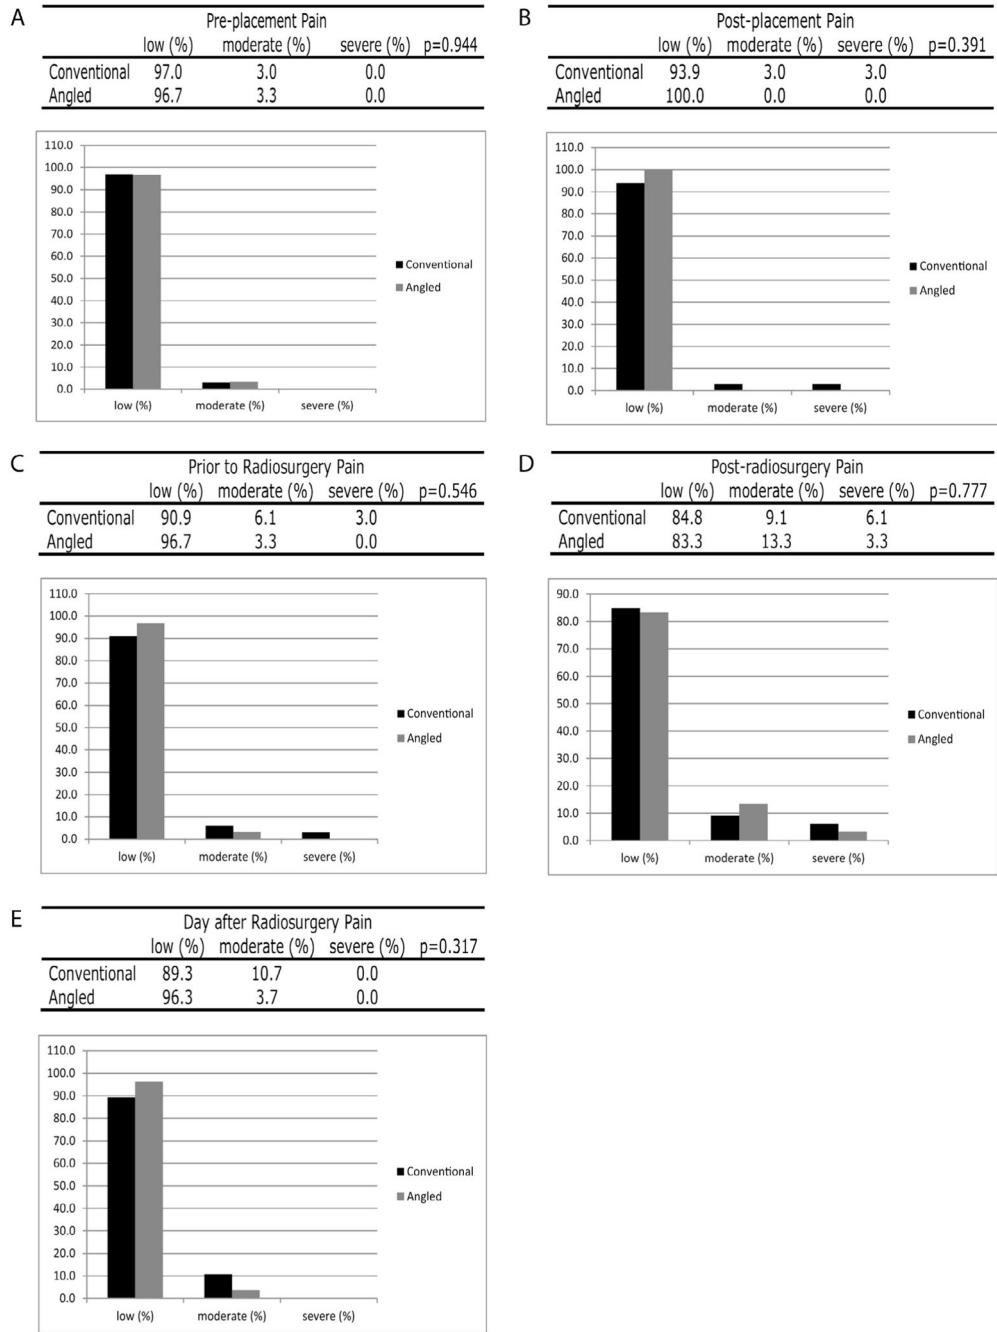 A
Pre-placement Pain
low (%) moderate (%) severe (%) p=0.944
Conventional 97.0 3.0 0.0
Angled 96.7 3.3 0.0
110.0
100.0
90.0
80.0
70.0
60.0
50.0
40.0
30.0
20.0
10.0
0.0
low (%) moderate (%) severe (%)
Conventional
Angled
B
Post-placement Pain
low (%) moderate (%) severe (%) p=0.391
Conventional 93.9 3.0 3.0
Angled 100.0 0.0 0.0
110.0
100.0
90.0
80.0
70.0
60.0
50.0
40.0
30.0
20.0
10.0
0.0
low (%) moderate (%) severe (%)
Conventional
Angled
C
Prior to Radiosurgery Pain
low (%) moderate (%) severe (%) p=0.546
Conventional 90.9 6.1 3.0
Angled 96.7 3.3 0.0
110.0
100.0
90.0
80.0
70.0
60.0
50.0
40.0
30.0
20.0
10.0
0.0
low (%) moderate (%) severe (%)
Conventional
Angled
D
Post-radiosurgery Pain
low (%) moderate (%) severe (%) p=0.777
Conventional 84.8 9.1 6.1
Angled 83.3 13.3 3.3
90.0
80.0
70.0
60.0
50.0
40.0
30.0
20.0
10.0
0.0
low (%) moderate (%) severe (%)
Conventional
Angled
E
Day after Radiosurgery Pain
low (%) moderate (%) severe (%) p=0.317
Conventional 89.3 10.7 0.0
Angled 96.3 3.7 0.0
110.0
100.0
90.0
80.0
70.0
60.0
50.0
40.0
30.0
20.0
10.0
0.0
low (%) moderate (%) severe (%)
Conventional
Angled